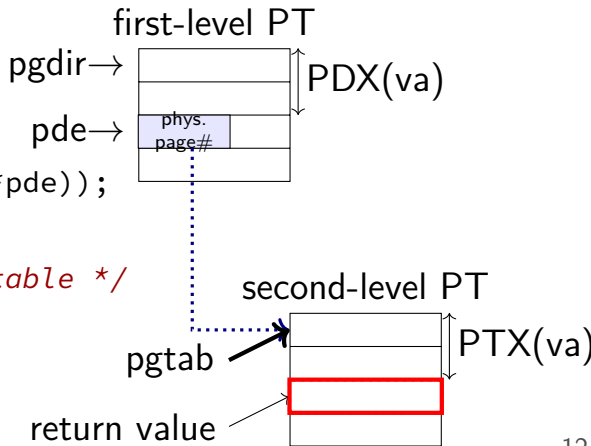 first-level PT
pgdir→
PDX(va)
pde→
phys.
page#
pde));
table */
second-level PT
PTX(va)
pgtab
return value
12